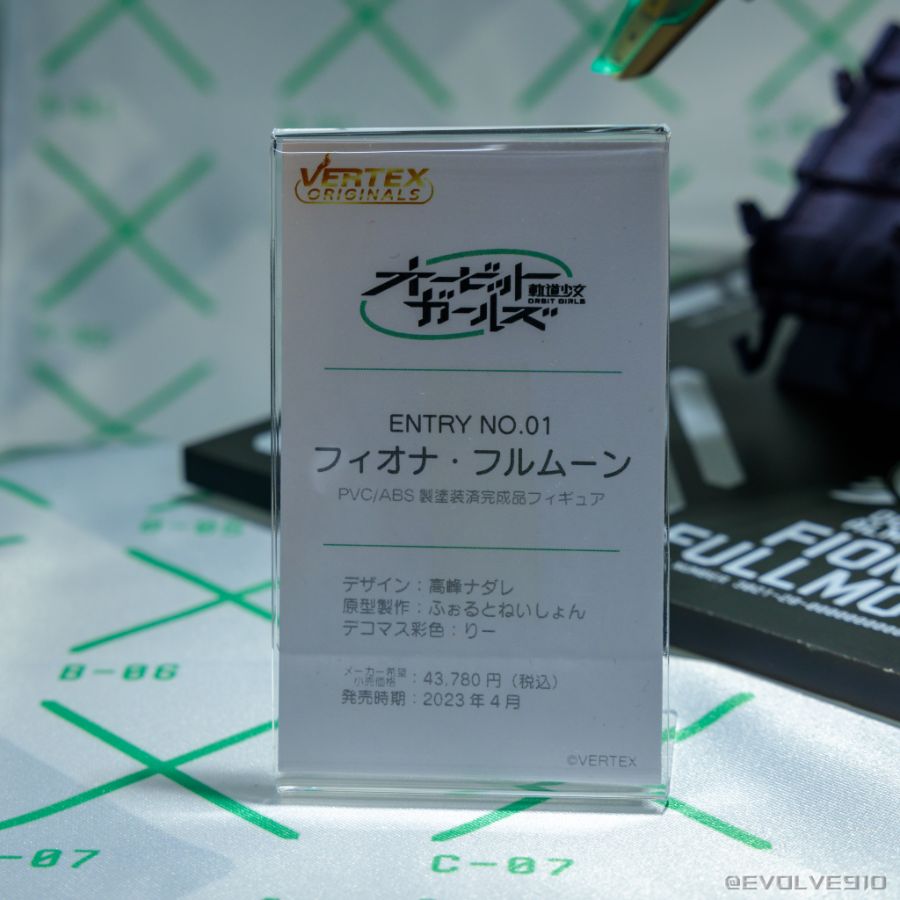 VERTEX
ORIGINALS
オービット
ガールズ
軌道少女
ORBIT GIRLS
ENTRY NO.01
フィオナ・フルムーン
PVC/ABS 製塗装済完成品フィギュア
デザイン：高峰ナダレ
原型製作：ふぉるとねいしょん
デコマス彩色：りー
メーカー希望
小売価格：43,780 円（税込）
発売時期：2023 年 4 月
©VERTEX
FULLMO
B-06
-07
C-07
@EVOLVE910